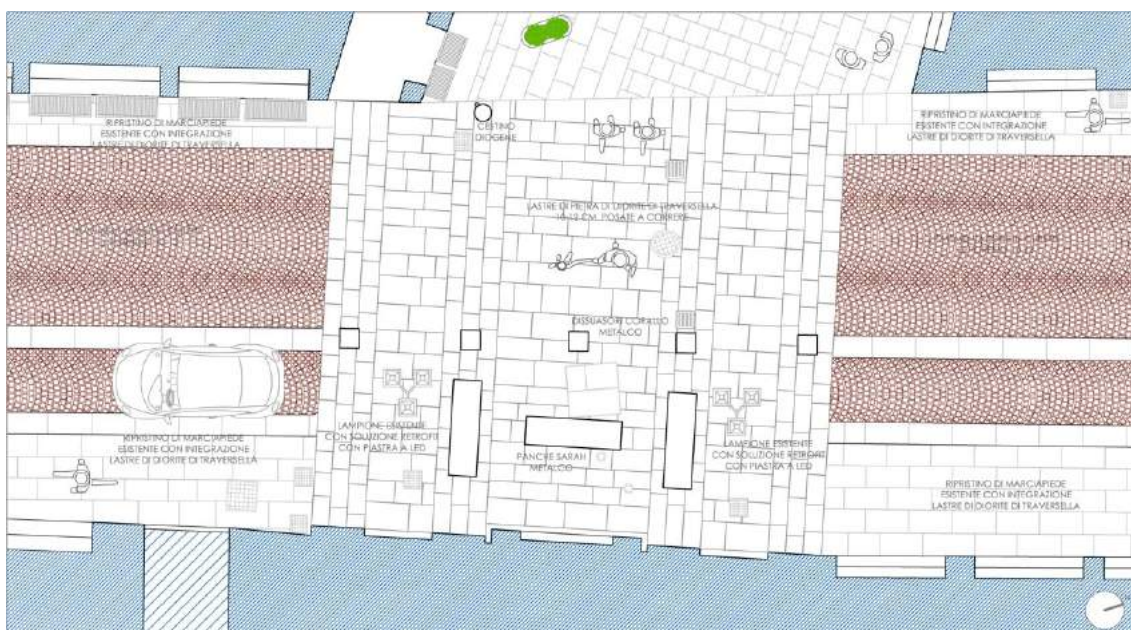 RIPRISTINO DI MARCIAPIEDE
ESISTENTE CON INTEGRAZIONE
LASTRE DI DIORITE DI TRAVERSELLA
CESTINO
DIOGENE
RIPRISTINO DI MARCIAPIEDE
ESISTENTE CON INTEGRAZIONE
LASTRE DI DIORITE DI TRAVERSELLA
LASTRE DI PIETRA DI DIORITE DI TRAVERSELLA
10-12 CM. POSATE A CORRERE
DISSUASORI CORALLO
METALCO
RIPRISTINO DI MARCIAPIEDE
ESISTENTE CON INTEGRAZIONE
LASTRE DI DIORITE DI TRAVERSELLA
LAMPIONE ESISTENTE
CON SOLUZIONE RETROFIT
CON PIASTRA A LED
PANCHE SARAH
METALCO
LAMPIONE ESISTENTE
CON SOLUZIONE RETROFIT
CON PIASTRA A LED
RIPRISTINO DI MARCIAPIEDE
ESISTENTE CON INTEGRAZIONE
LASTRE DI DIORITE DI TRAVERSELLA